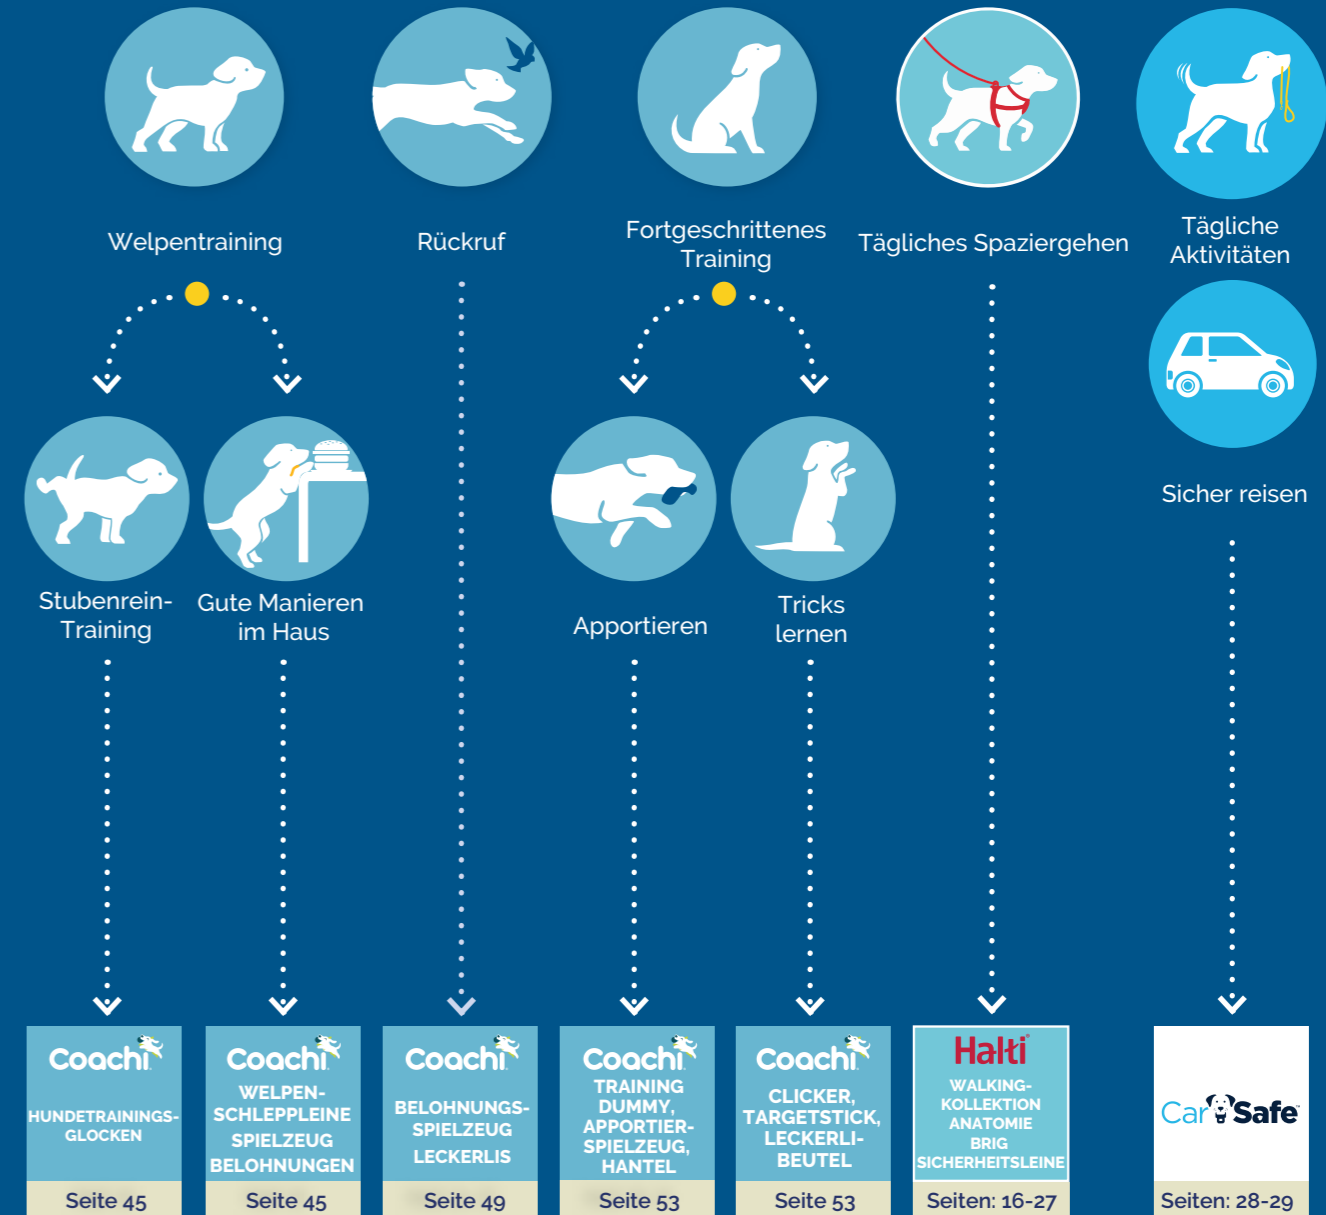 Welpentraining
Rückruf
Fortgeschrittenes
Training
Tägliches Spaziergehen
Tägliche
Aktivitäten
Sicher reisen
Stubenrein-
Training
Gute Manieren
im Haus
Apportieren
Tricks
lernen
Coachi
HUNDETRAININGS-
GLOCKEN
Seite 45
Coachi
WELPEN-
SCHLEPPLEINE
SPIELZEUG
BELOHNUNGEN
Seite 45
Coachi
BELOHNUNGS-
SPIELZEUG
LECKERLIS
Seite 49
Coachi
TRAINING
DUMMY,
APPORTIER-
SPIELZEUG,
HANTEL
Seite 53
Coachi
CLICKER,
TARGETSTICK,
LECKERLI-
BEUTEL
Seite 53
Halti
WALKING-
KOLLEKTION
ANATOMIE
BRIG
SICHERHEITSLEINE
Seiten: 16-27
CarSafe
Seiten: 28-29